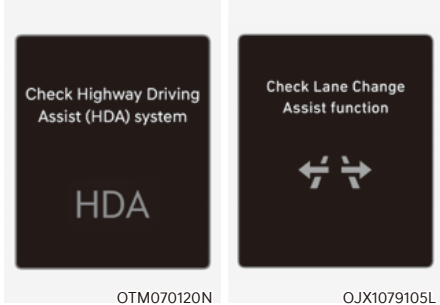 Check Highway Driving
Assist (HDA) system
HDA
OTM070120N
Check Lane Change
Assist function
OJX1079105L